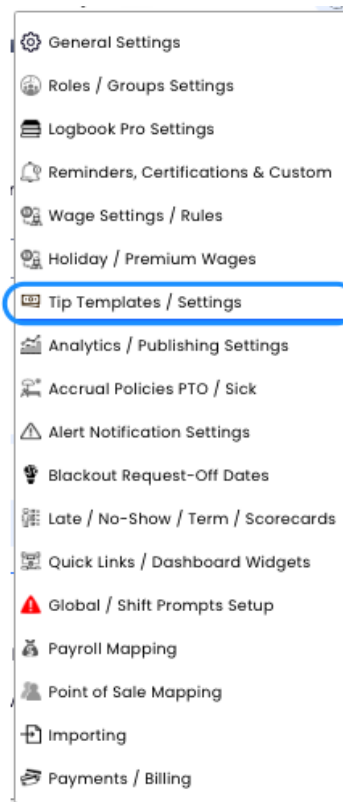 General Settings
Roles / Groups Settings
Logbook Pro Settings
Reminders, Certifications & Custom
Wage Settings / Rules
Holiday / Premium Wages
Tip Templates / Settings
Analytics / Publishing Settings
Accrual Policies PTO / Sick
Alert Notification Settings
Blackout Request-Off Dates
Late / No-Show / Term / Scorecards
Quick Links / Dashboard Widgets
Global / Shift Prompts Setup
Payroll Mapping
Point of Sale Mapping
Importing
Payments / Billing